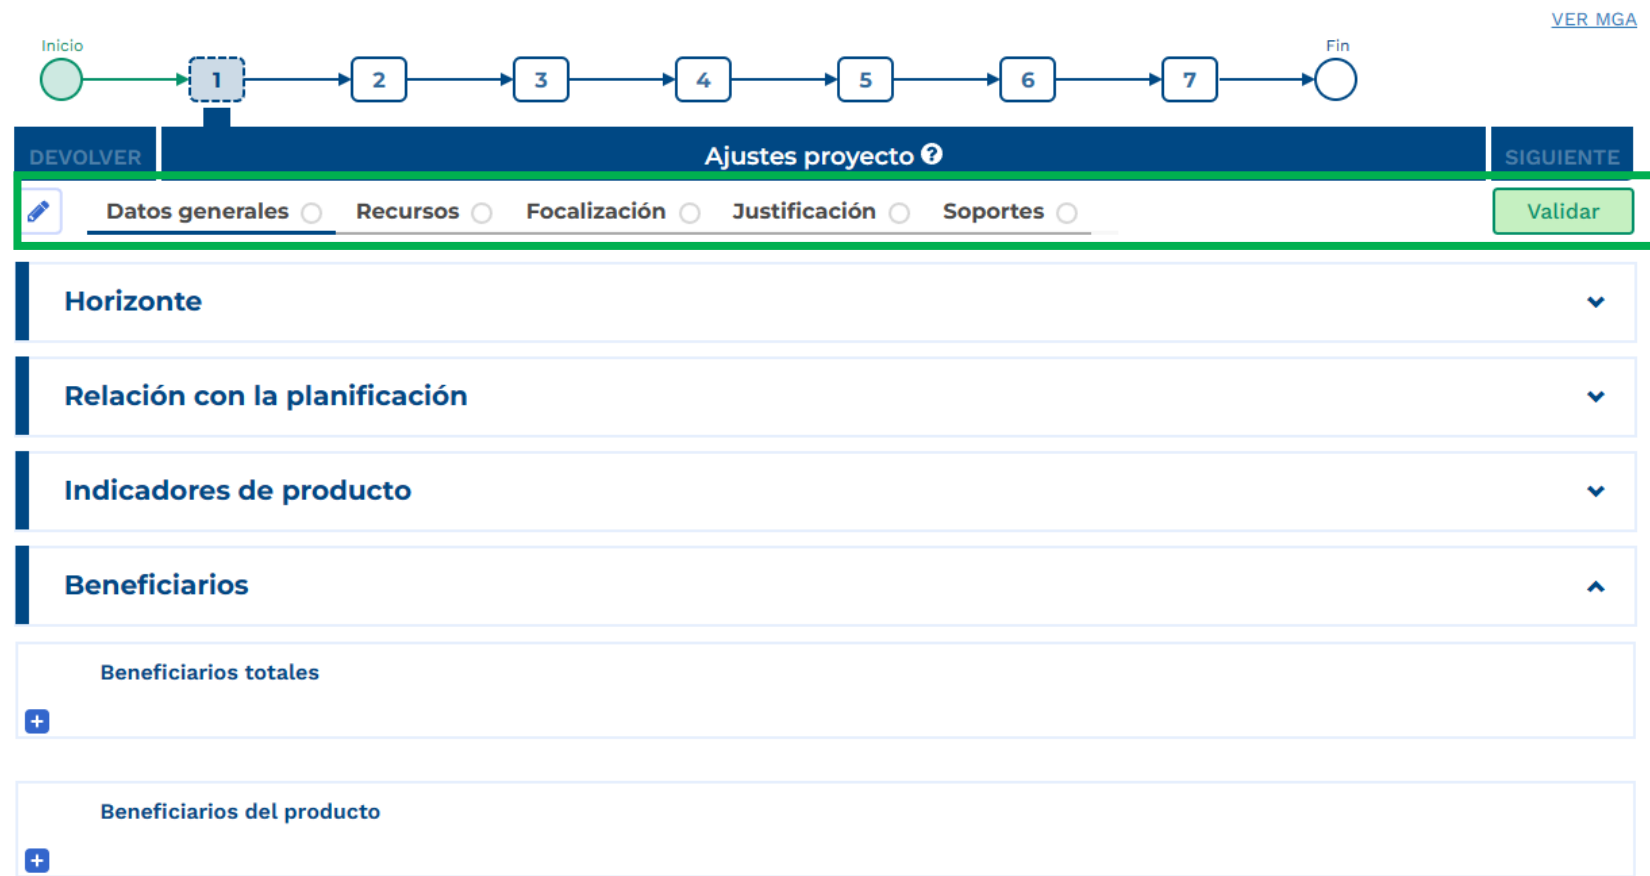 VER MGA
Inicio
Fin
1 2 3 4 5 6 7
DEVOLVER Ajustes proyecto ? SIGUIENTE
Datos generales Recursos Focalización Justificación Soportes Validar
Horizonte
Relación con la planificación
Indicadores de producto
Beneficiarios
Beneficiarios totales
+
Beneficiarios del producto
+